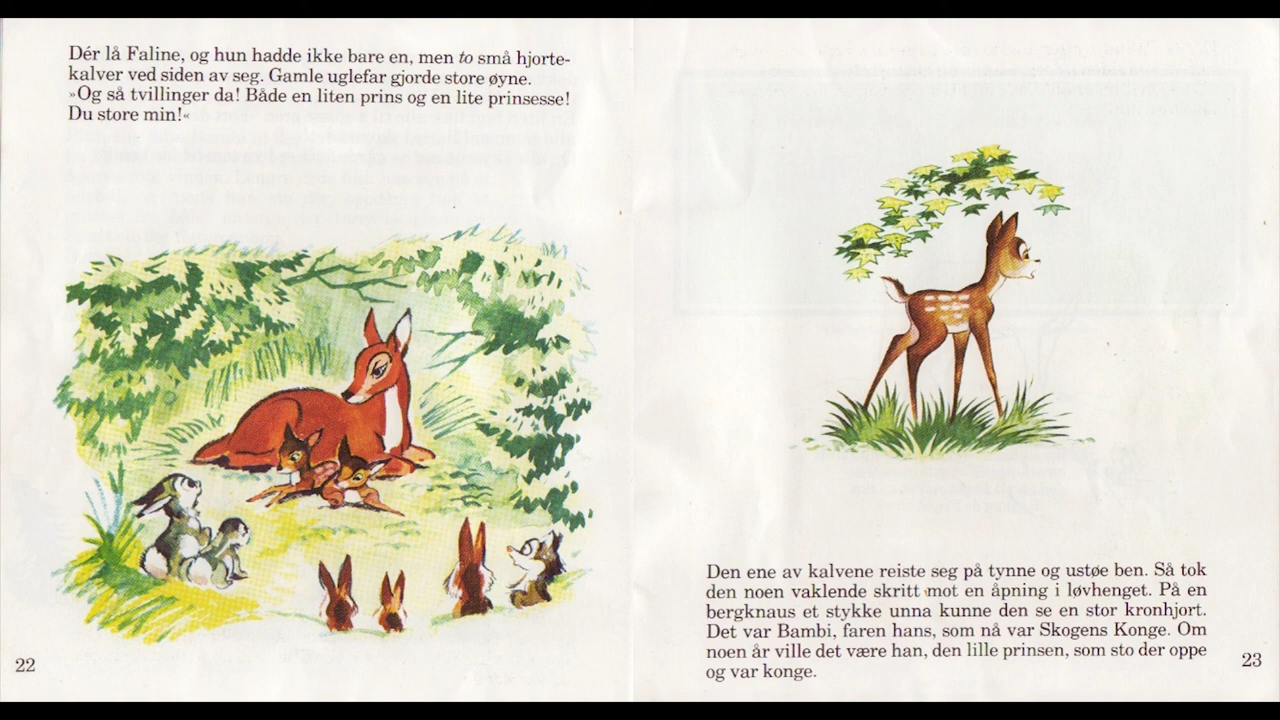 Dér lå Faline, og hun hadde ikke bare en, men to små hjorte-
kalver ved siden av seg. Gamle uglefar gjorde store øyne.
»Og så tvillinger da! Både en liten prins og en lite prinsesse!
Du store min!«
22
Den ene av kalvene reiste seg på tynne og ustøe ben. Så tok
den noen vaklende skritt mot en åpning i løvhenget. På en
bergknaus et stykke unna kunne den se en stor kronhjort.
Det var Bambi, faren hans, som nå var Skogens Konge. Om
noen år ville det være han, den lille prinsen, som sto der oppe
og var konge.
23